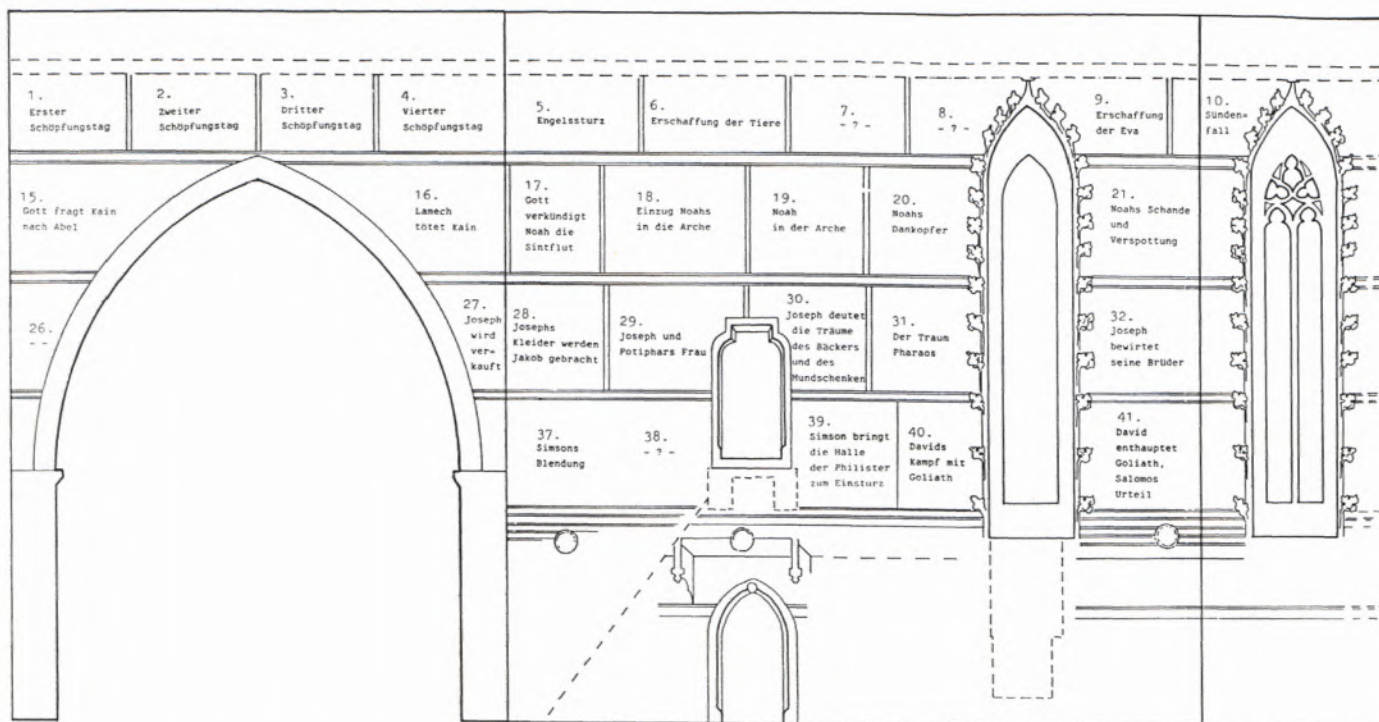 1.
Erster
Schöpfungstag
2.
Zweiter
Schöpfungstag
3.
Dritter
Schöpfungstag
4.
Vierter
Schöpfungstag
5.
Engelssturz
6.
Erschaffung der Tiere
7.
- ? -
8.
- ? -
9.
Erschaffung
der Eva
10.
Sünden=
fall
15.
Gott fragt Kain
nach Abel
16.
Lamech
tötet Kain
17.
Gott
verkündigt
Noah die
Sintflut
18.
Einzug Noahs
in die Arche
19.
Noah
in der Arche
20.
Noahs
Dankopfer
21.
Noahs Schande
und
Verspottung
26.
- -
27.
Joseph
wird
ver=
kauft
28.
Josephs
Kleider werden
Jakob gebracht
29.
Joseph und
Potiphars Frau
30.
Joseph deutet
die Träume
des Bäckers
und des
Mundschenken
31.
Der Traum
Pharaos
32.
Joseph
bewirtet
seine Brüder
37.
Simsons
Blendung
38.
- ? -
39.
Simson bringt
die Halle
der Philister
zum Einsturz
40.
Davids
Kampf mit
Goliath
41.
David
enthauptet
Goliath,
Salomos
Urteil